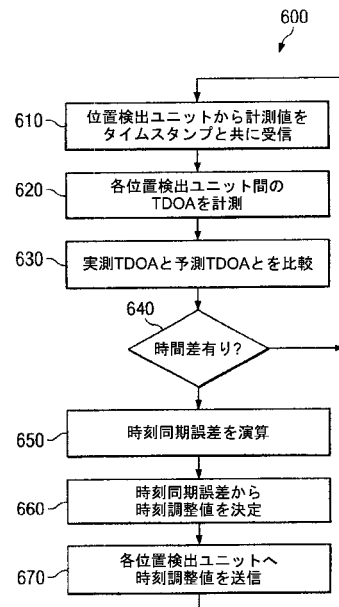 600
610
位置検出ユニットから計測値を
タイムスタンプと共に受信
620
各位置検出ユニット間の
TDOAを計測
630
実測TDOAと予測TDOAとを比較
640
時間差有り?
650
時刻同期誤差を演算
660
時刻同期誤差から
時刻調整値を決定
670
各位置検出ユニットへ
時刻調整値を送信